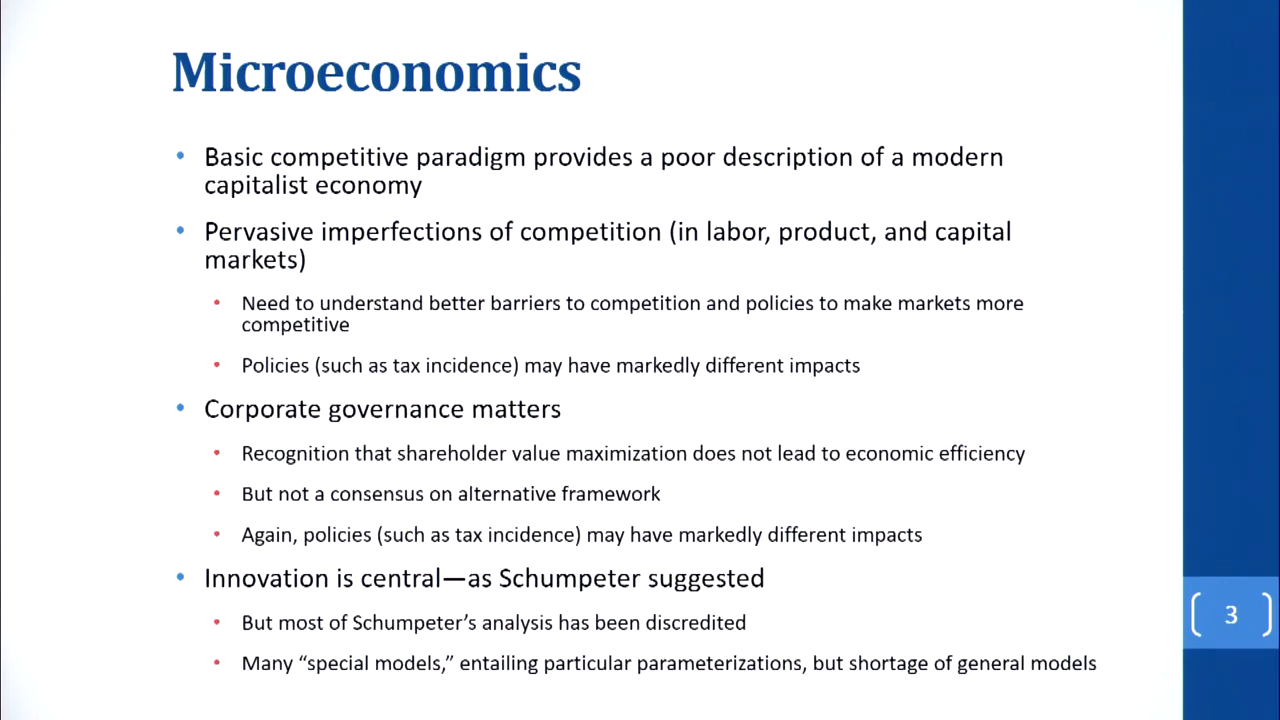 Microeconomics
• Basic competitive paradigm provides a poor description of a modern
capitalist economy
• Pervasive imperfections of competition (in labor, product, and capital
markets)
• Need to understand better barriers to competition and policies to make markets more
competitive
• Policies (such as tax incidence) may have markedly different impacts
• Corporate governance matters
• Recognition that shareholder value maximization does not lead to economic efficiency
• But not a consensus on alternative framework
• Again, policies (such as tax incidence) may have markedly different impacts
• Innovation is central—as Schumpeter suggested
• But most of Schumpeter’s analysis has been discredited
• Many “special models,” entailing particular parameterizations, but shortage of general models
3